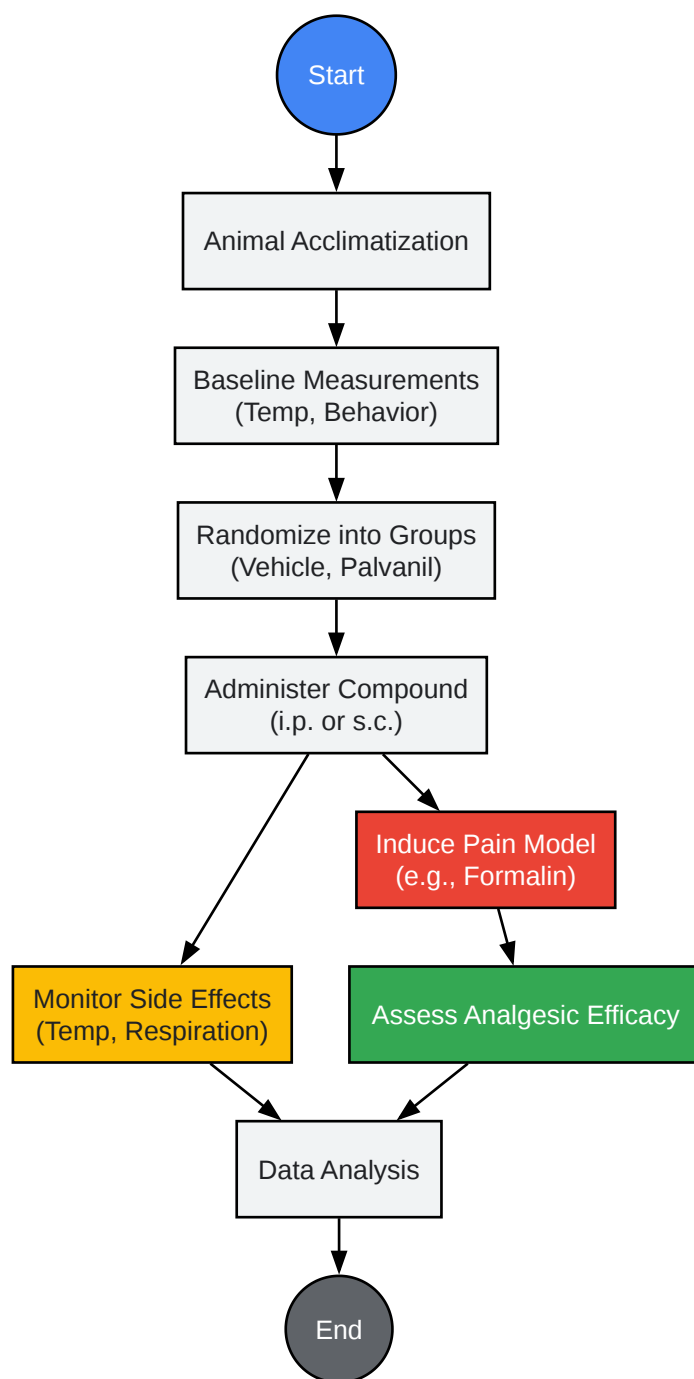 Start
Animal Acclimatization
Baseline Measurements
(Temp, Behavior)
Randomize into Groups
(Vehicle, Palvanil)
Administer Compound
(i.p. or s.c.)
Induce Pain Model
(e.g., Formalin)
Monitor Side Effects
(Temp, Respiration)
Assess Analgesic Efficacy
Data Analysis
End